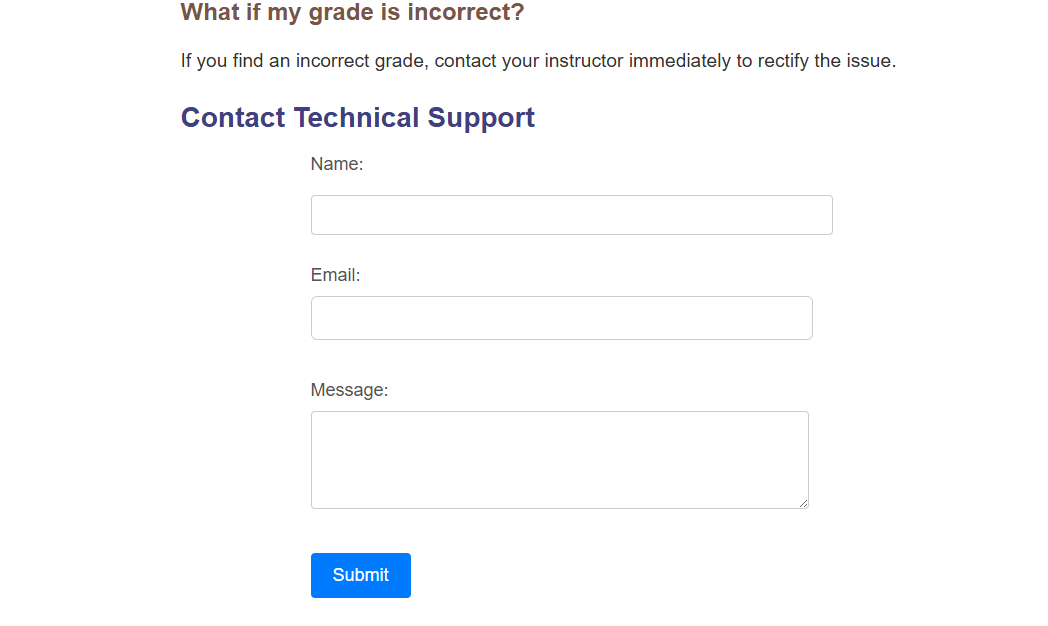 What if my grade is incorrect?
If you find an incorrect grade, contact your instructor immediately to rectify the issue.
Contact Technical Support
Name:
Email:
Message:
Submit